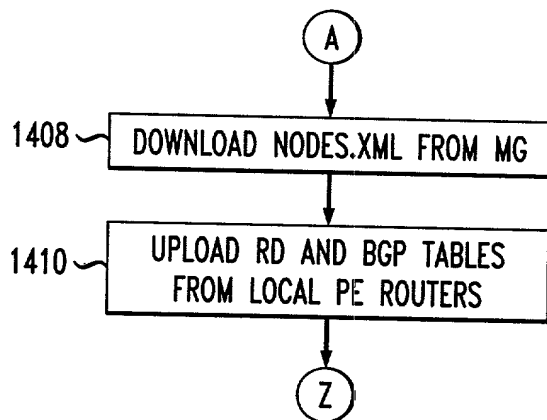 A
1408 DOWNLOAD NODES.XML FROM MG
1410 UPLOAD RD AND BGP TABLES
FROM LOCAL PE ROUTERS
Z